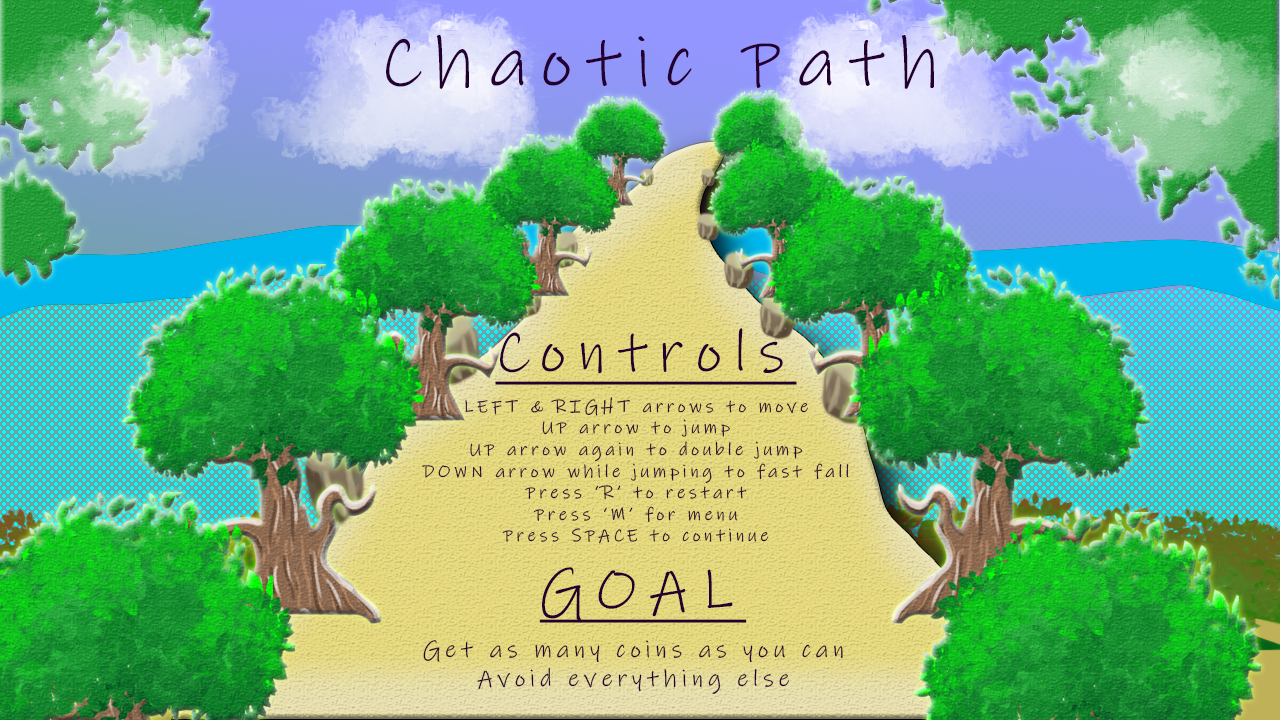 Chaotic Path
Controls
LEFT & RIGHT arrows to move
UP arrow to jump
UP arrow again to double jump
DOWN arrow while jumping to fast fall
Press 'R' to restart
Press 'M' for menu
Press SPACE to continue
GOAL
Get as many coins as you can
Avoid everything else